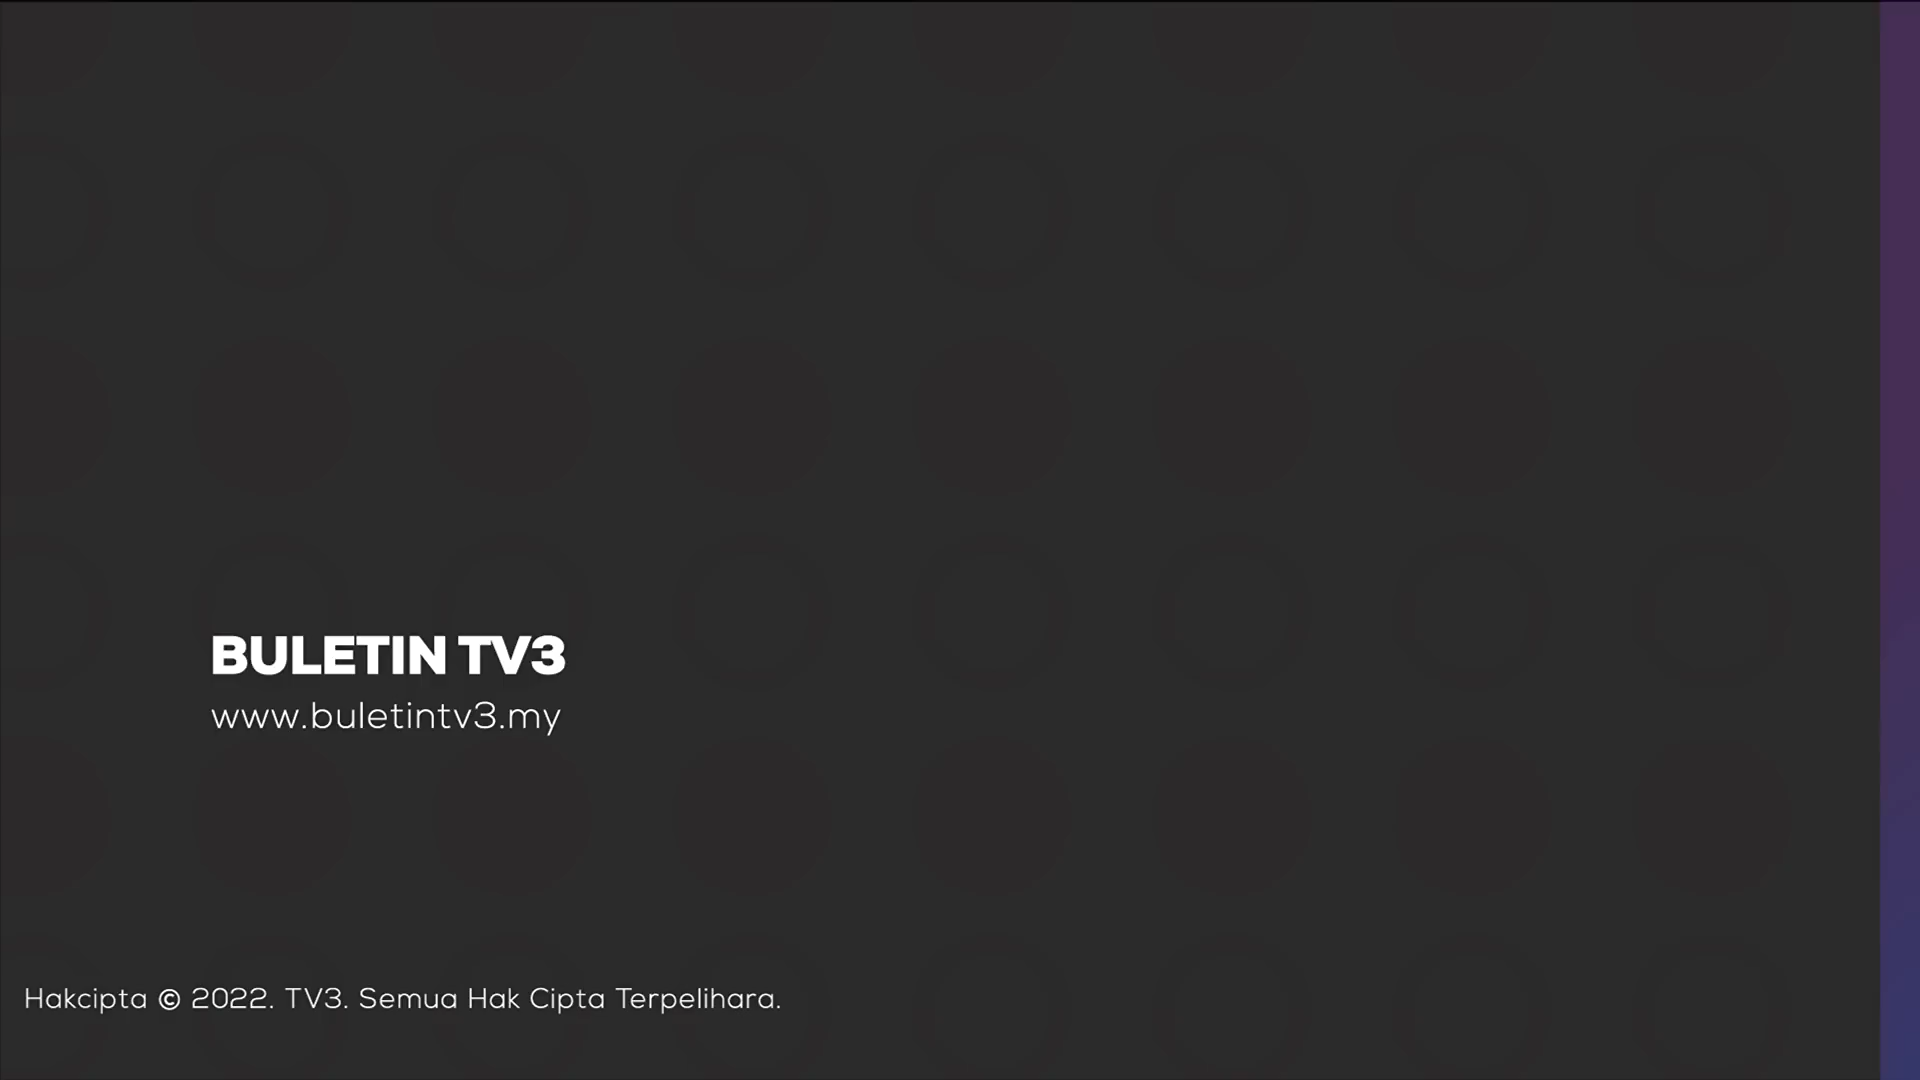 BULETIN TV3
www.buletintv3.my
Hakcipta © 2022. TV3. Semua Hak Cipta Terpelihara.